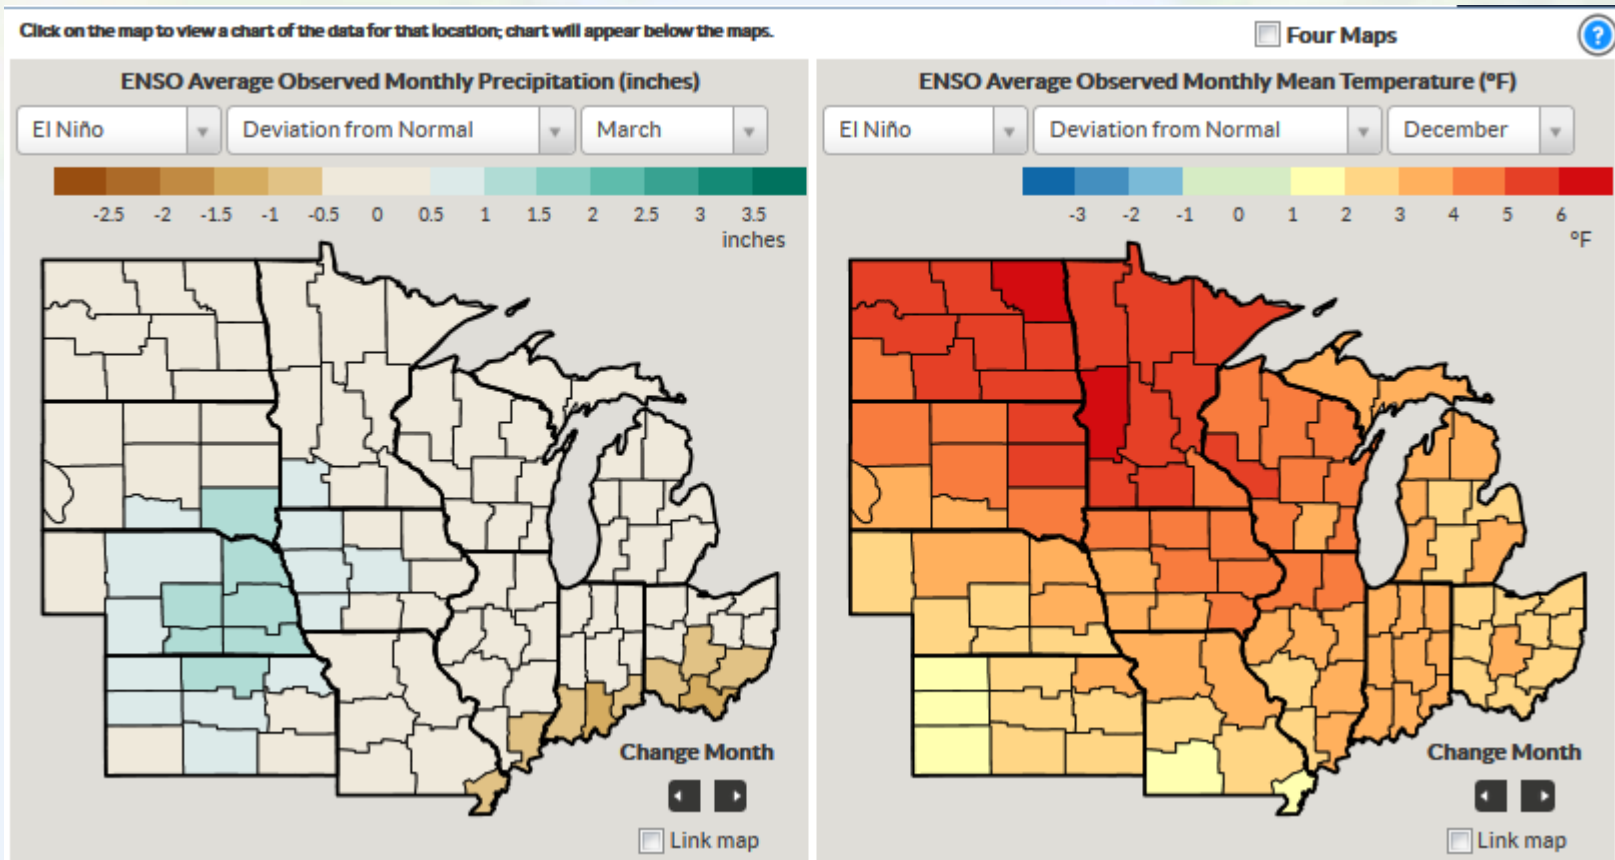 Click on the map to view a chart of the data for that location; chart will appear below the maps.
Four Maps
?
ENSO Average Observed Monthly Precipitation (inches)
El Niño
Deviation from Normal
March
-2.5 -2 -1.5 -1 -0.5 0 0.5 1 1.5 2 2.5 3 3.5
inches
Change Month
Link map
ENSO Average Observed Monthly Mean Temperature (°F)
El Niño
Deviation from Normal
December
-3 -2 -1 0 1 2 3 4 5 6
°F
Change Month
Link map